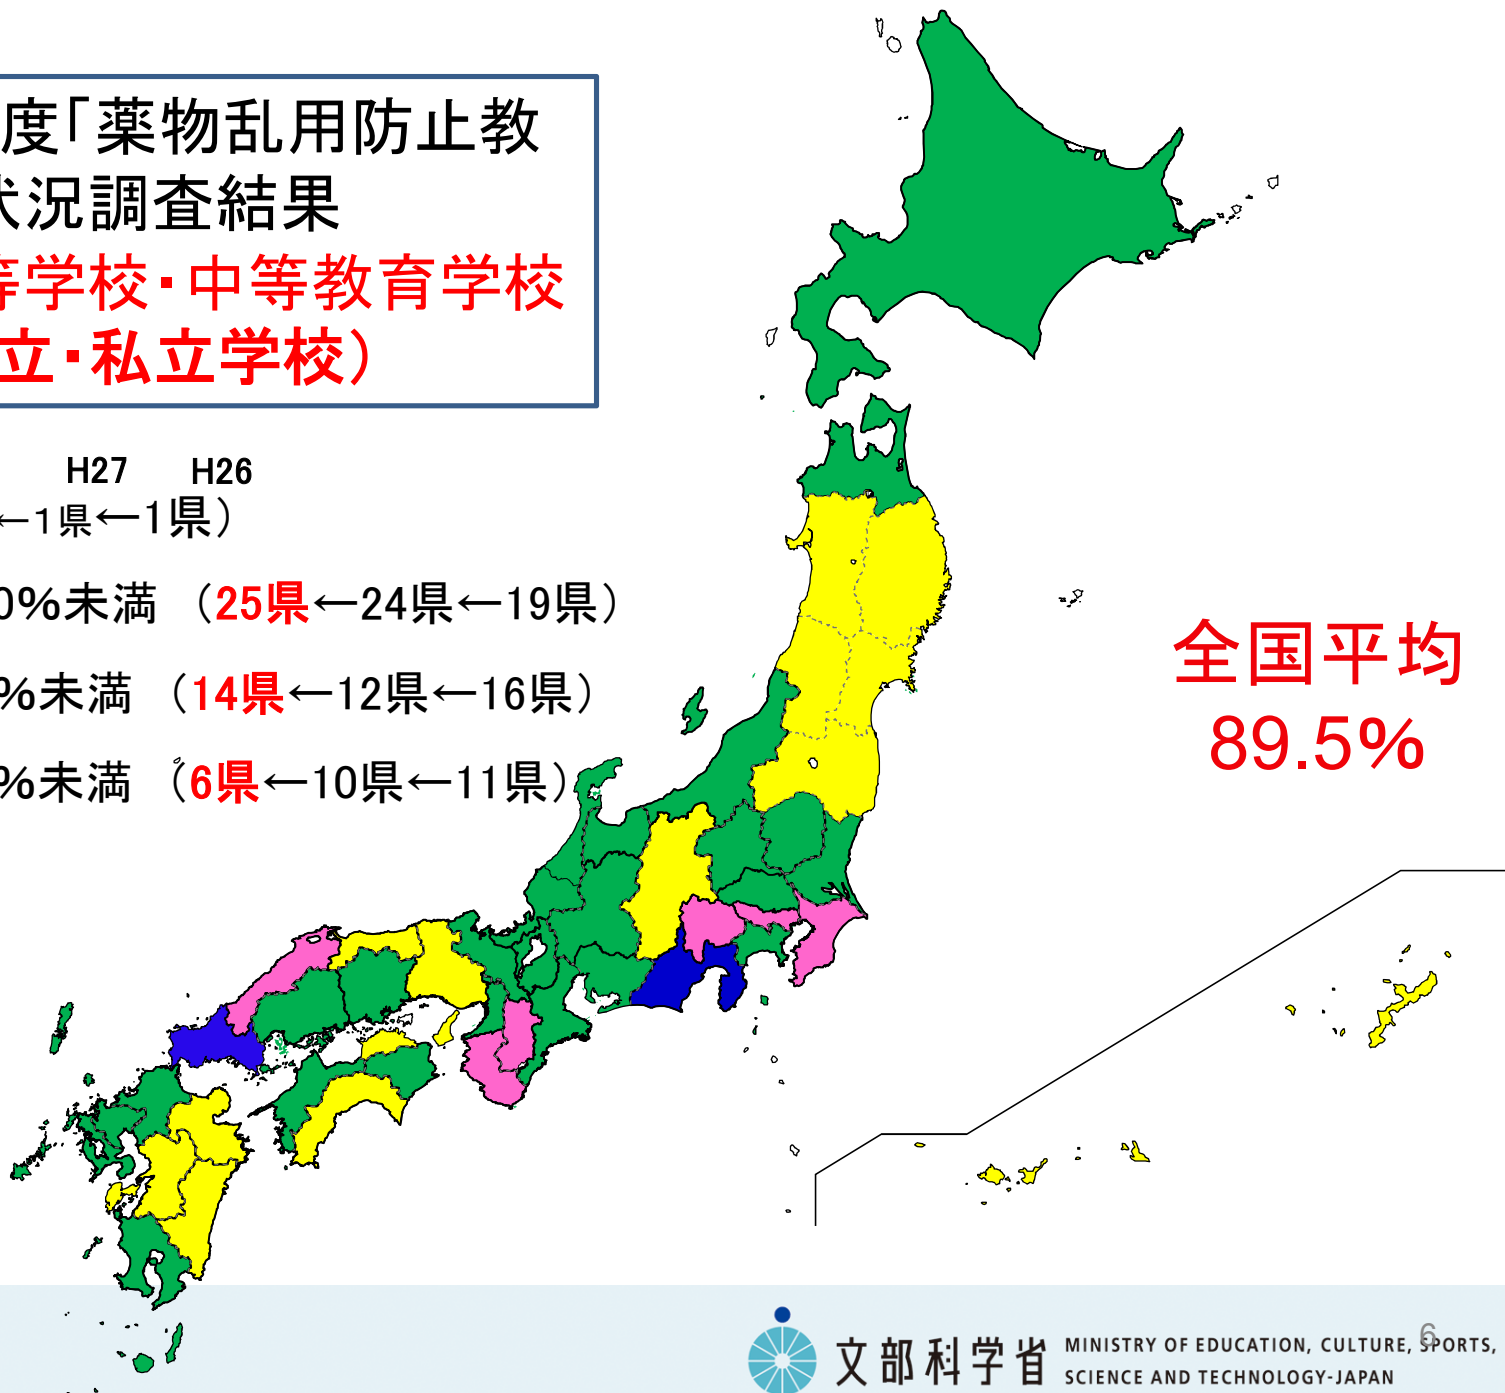 度「薬物乱用防止教
状況調査結果
等学校・中等教育学校
立・私立学校）
H27 H26
←1県←1県）
0%未満 （25県←24県←19県）
%未満 （14県←12県←16県）
%未満 （6県←10県←11県）
全国平均
89.5%
文部科学省
MINISTRY OF EDUCATION, CULTURE, SPORTS,
SCIENCE AND TECHNOLOGY-JAPAN
6